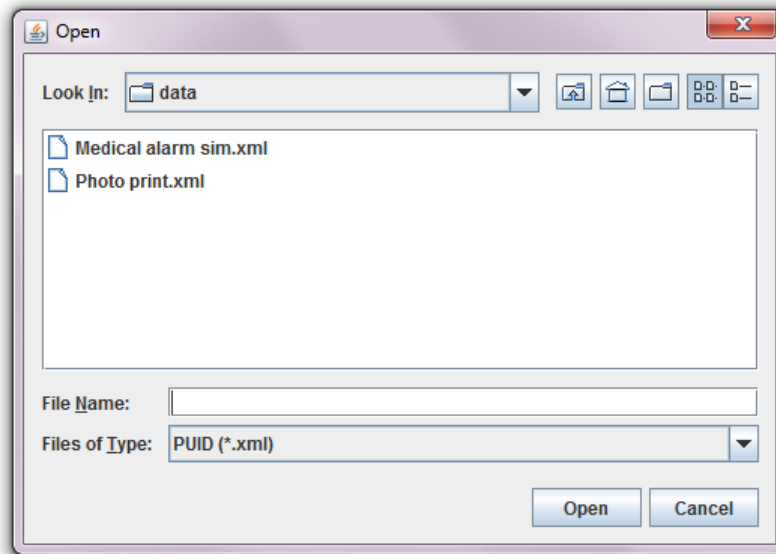 Open
Look In: data
Medical alarm sim.xml
Photo print.xml
File Name:
Files of Type: PUID (*.xml)
Open Cancel